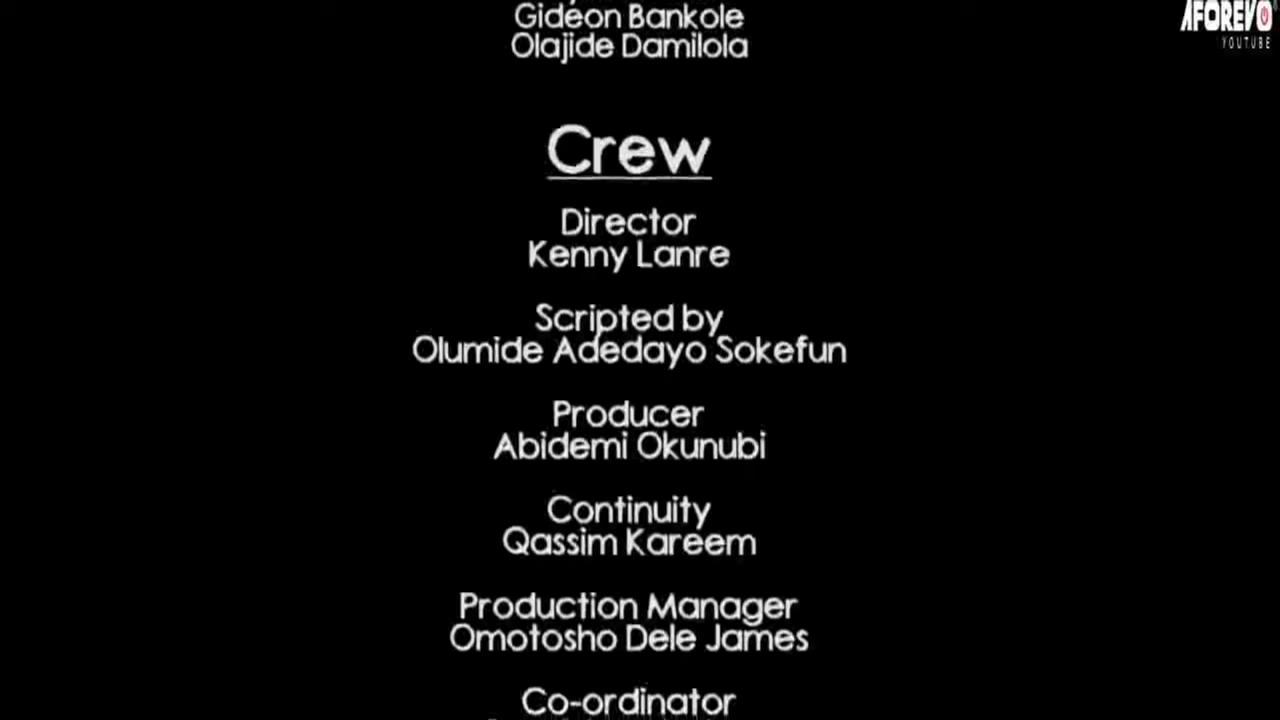 Gideon Bankole
Olajide Damilola
AFOREVO
YOUTUBE
Crew
Director
Kenny Lanre
Scripted by
Olumide Adedayo Sokefun
Producer
Abidemi Okunubi
Continuity
Qassim Kareem
Production Manager
Omotosho Dele James
Co-ordinator